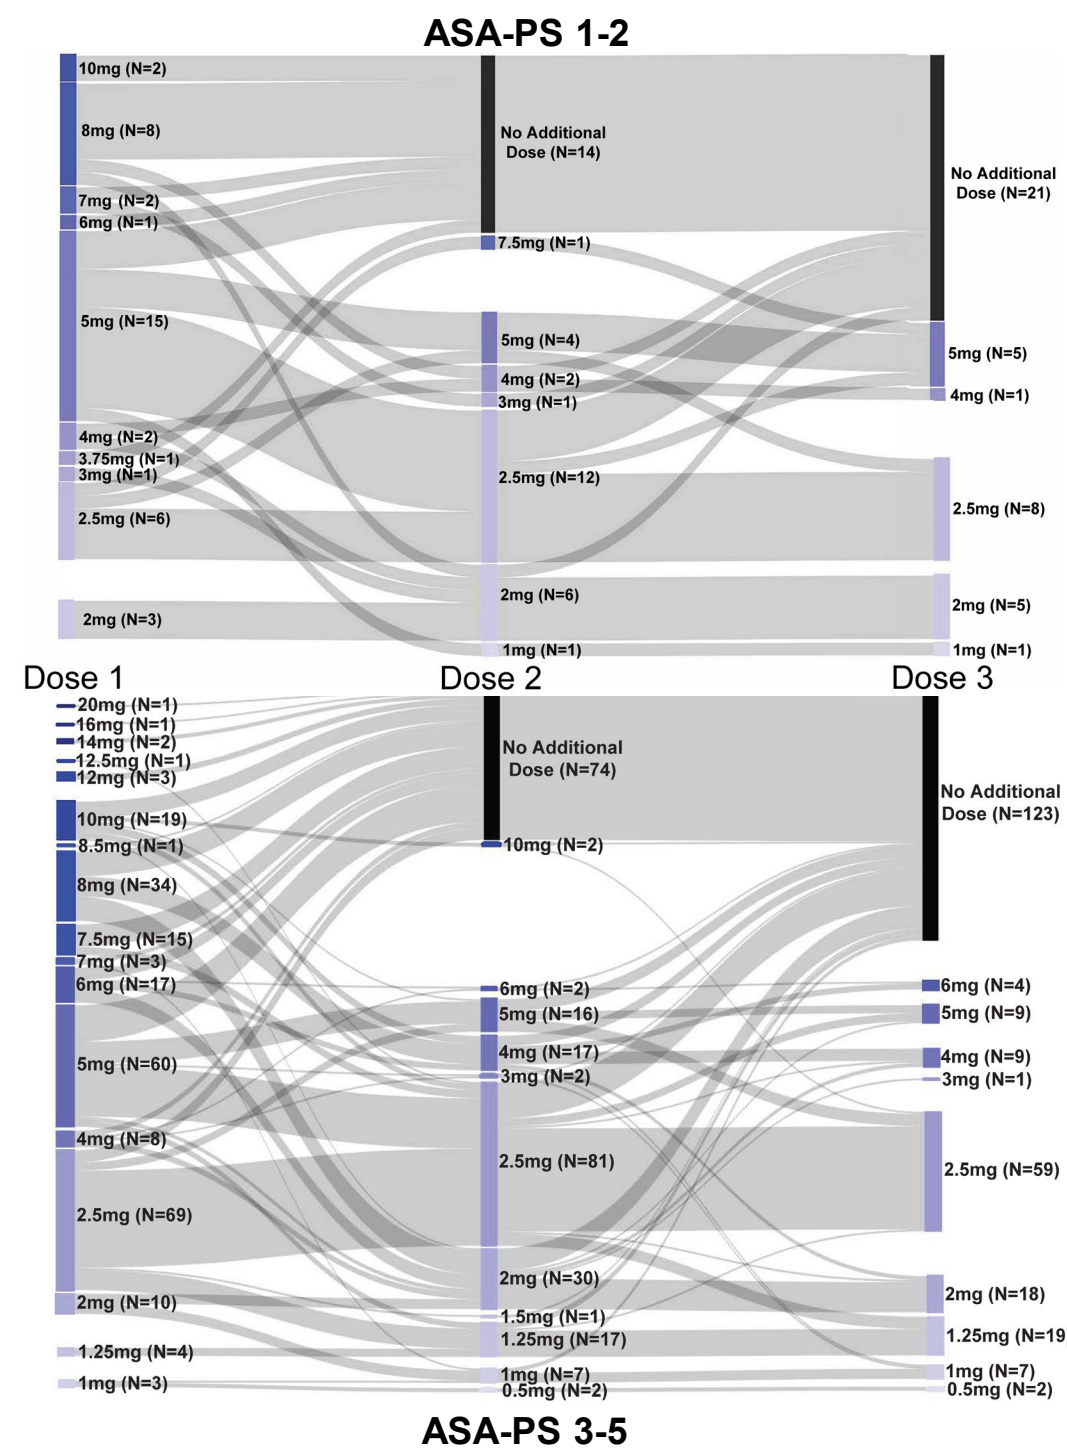 ASA-PS 1-2
10mg (N=2)
8mg (N=8)
7mg (N=2)
6mg (N=1)
5mg (N=15)
4mg (N=2)
3.75mg (N=1)
3mg (N=1)
2.5mg (N=6)
2mg (N=3)
No Additional
Dose (N=14)
7.5mg (N=1)
5mg (N=4)
4mg (N=2)
3mg (N=1)
2.5mg (N=12)
2mg (N=6)
1mg (N=1)
No Additional
Dose (N=21)
5mg (N=5)
4mg (N=1)
2.5mg (N=8)
2mg (N=5)
1mg (N=1)
Dose 1
Dose 2
Dose 3
20mg (N=1)
16mg (N=1)
14mg (N=2)
12.5mg (N=1)
12mg (N=3)
10mg (N=19)
8.5mg (N=1)
8mg (N=34)
7.5mg (N=15)
7mg (N=3)
6mg (N=17)
5mg (N=60)
4mg (N=8)
2.5mg (N=69)
2mg (N=10)
1.25mg (N=4)
1mg (N=3)
No Additional
Dose (N=74)
10mg (N=2)
6mg (N=2)
5mg (N=16)
4mg (N=17)
3mg (N=2)
2.5mg (N=81)
2mg (N=30)
1.5mg (N=1)
1.25mg (N=17)
1mg (N=7)
0.5mg (N=2)
No Additional
Dose (N=123)
6mg (N=4)
5mg (N=9)
4mg (N=9)
3mg (N=1)
2.5mg (N=59)
2mg (N=18)
1.25mg (N=19
1mg (N=7)
0.5mg (N=2)
ASA-PS 3-5